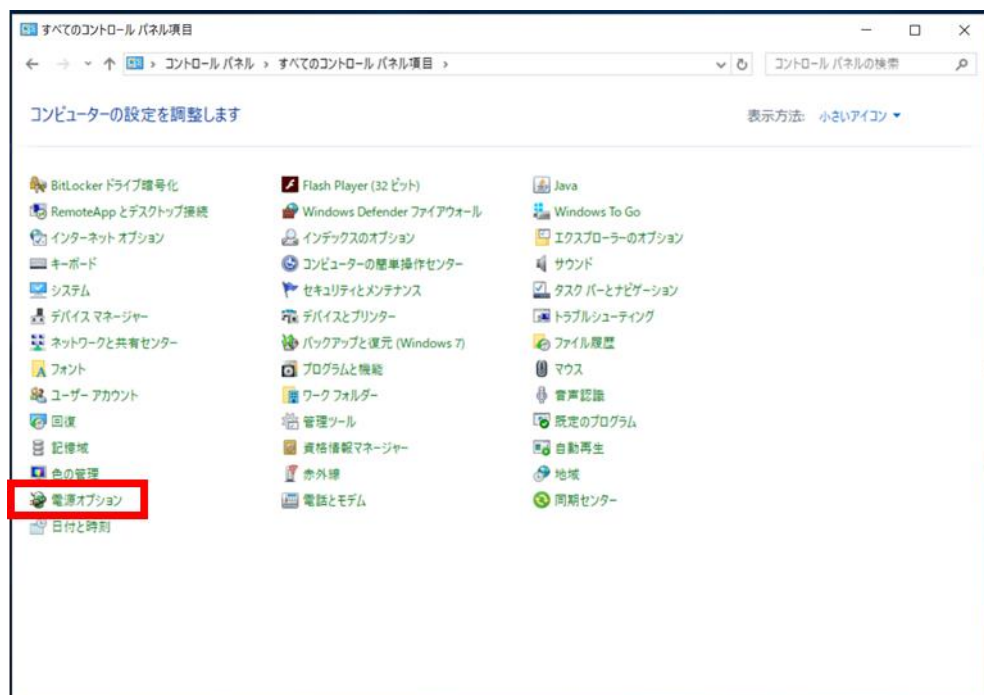 すべてのコントロール パネル項目
コントロール パネル › すべてのコントロール パネル項目 ›
コントロール パネルの検索
コンピューターの設定を調整します
表示方法: 小さいアイコン
BitLocker ドライブ暗号化
Flash Player (32 ビット)
Java
RemoteApp とデスクトップ接続
Windows Defender ファイアウォール
Windows To Go
インターネット オプション
インデックスのオプション
エクスプローラーのオプション
キーボード
コンピューターの簡単操作センター
サウンド
システム
セキュリティとメンテナンス
タスク バーとナビゲーション
デバイス マネージャー
デバイスとプリンター
トラブルシューティング
ネットワークと共有センター
バックアップと復元 (Windows 7)
ファイル履歴
フォント
プログラムと機能
マウス
ユーザー アカウント
ワーク フォルダー
音声認識
回復
管理ツール
既定のプログラム
記憶域
資格情報マネージャー
自動再生
色の管理
赤外線
地域
電源オプション
電話とモデム
同期センター
日付と時刻